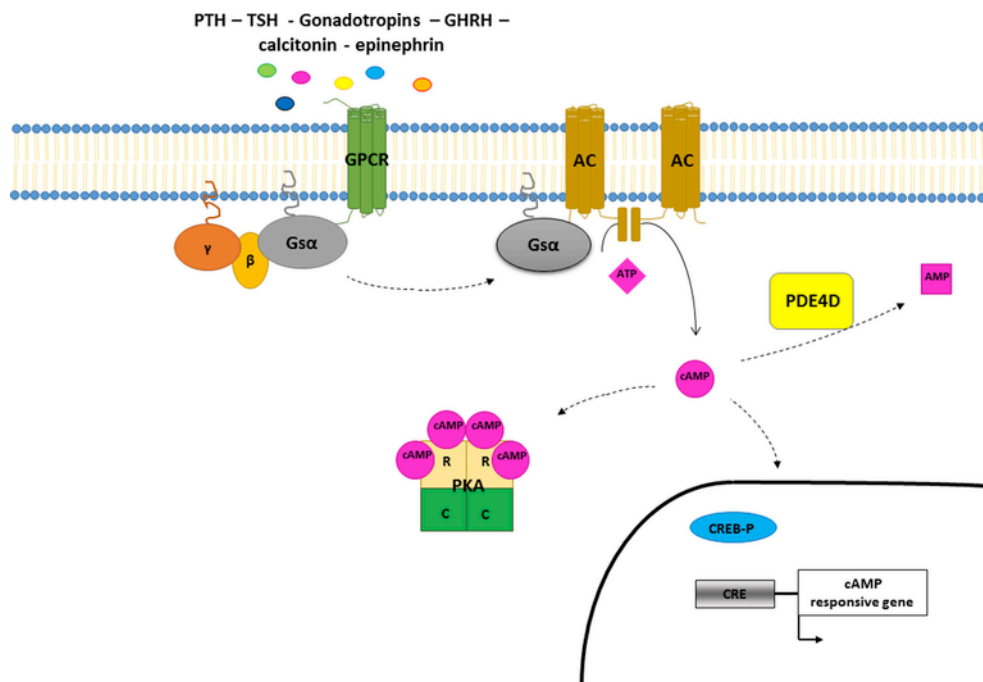 PTH – TSH - Gonadotropins – GHRH –
calcitonin - epinephrin
GPCR
AC
AC
γ
β
Gsα
Gsα
ATP
PDE4D
AMP
cAMP
cAMP
cAMP
cAMP
cAMP
R
R
PKA
C
C
CREB-P
CRE
cAMP
responsive gene